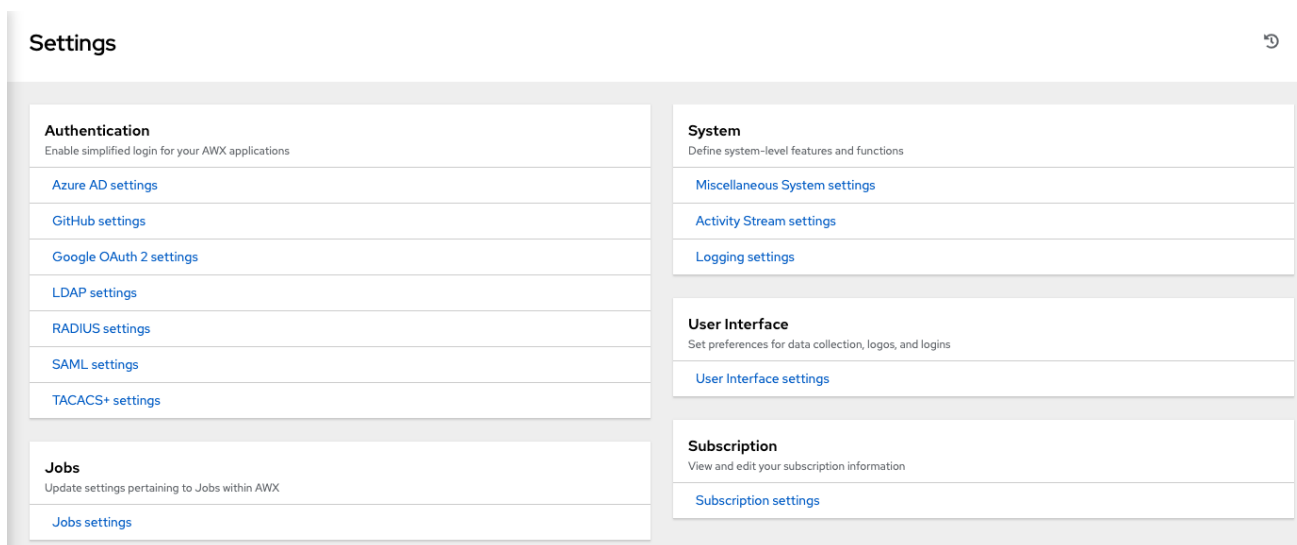 Settings
Authentication
Enable simplified login for your AWX applications
Azure AD settings
GitHub settings
Google OAuth 2 settings
LDAP settings
RADIUS settings
SAML settings
TACACS+ settings
Jobs
Update settings pertaining to Jobs within AWX
Jobs settings
System
Define system-level features and functions
Miscellaneous System settings
Activity Stream settings
Logging settings
User Interface
Set preferences for data collection, logos, and logins
User Interface settings
Subscription
View and edit your subscription information
Subscription settings